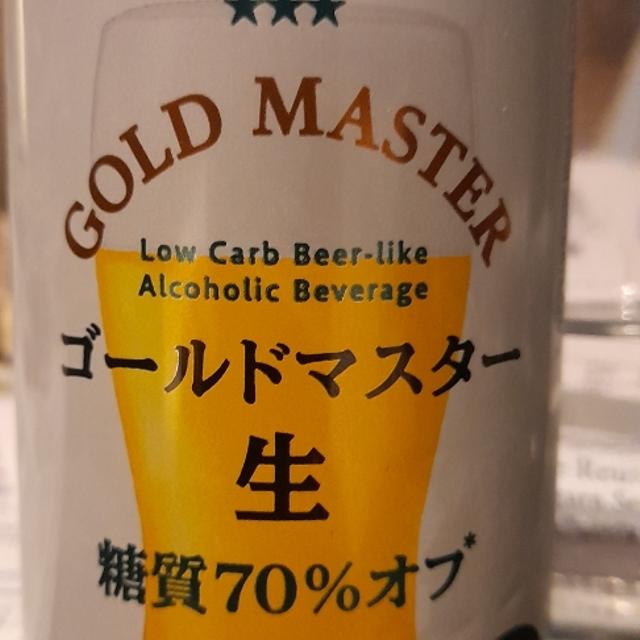 ★★★
GOLD MASTER
Low Carb Beer-like
Alcoholic Beverage
ゴールドマスター
生
糖質70%オフ*